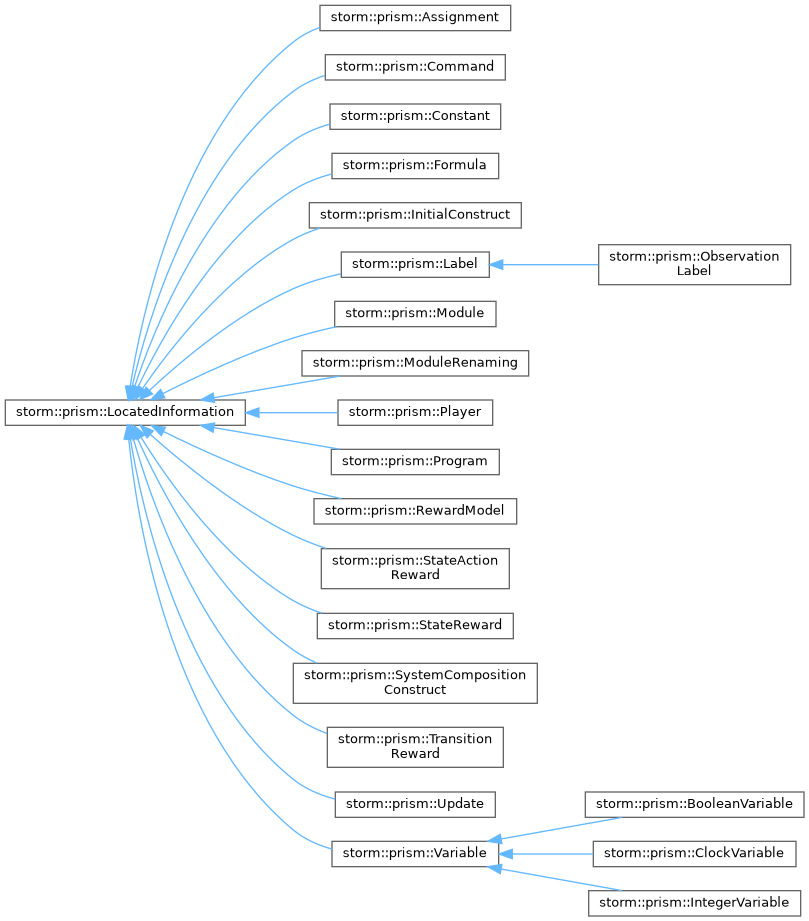 storm::prism::Assignment
storm::prism::Command
storm::prism::Constant
storm::prism::Formula
storm::prism::InitialConstruct
storm::prism::Label
storm::prism::Observation
Label
storm::prism::Module
storm::prism::ModuleRenaming
storm::prism::LocatedInformation
storm::prism::Player
storm::prism::Program
storm::prism::RewardModel
storm::prism::StateAction
Reward
storm::prism::StateReward
storm::prism::SystemComposition
Construct
storm::prism::Transition
Reward
storm::prism::Update
storm::prism::BooleanVariable
storm::prism::Variable
storm::prism::ClockVariable
storm::prism::IntegerVariable